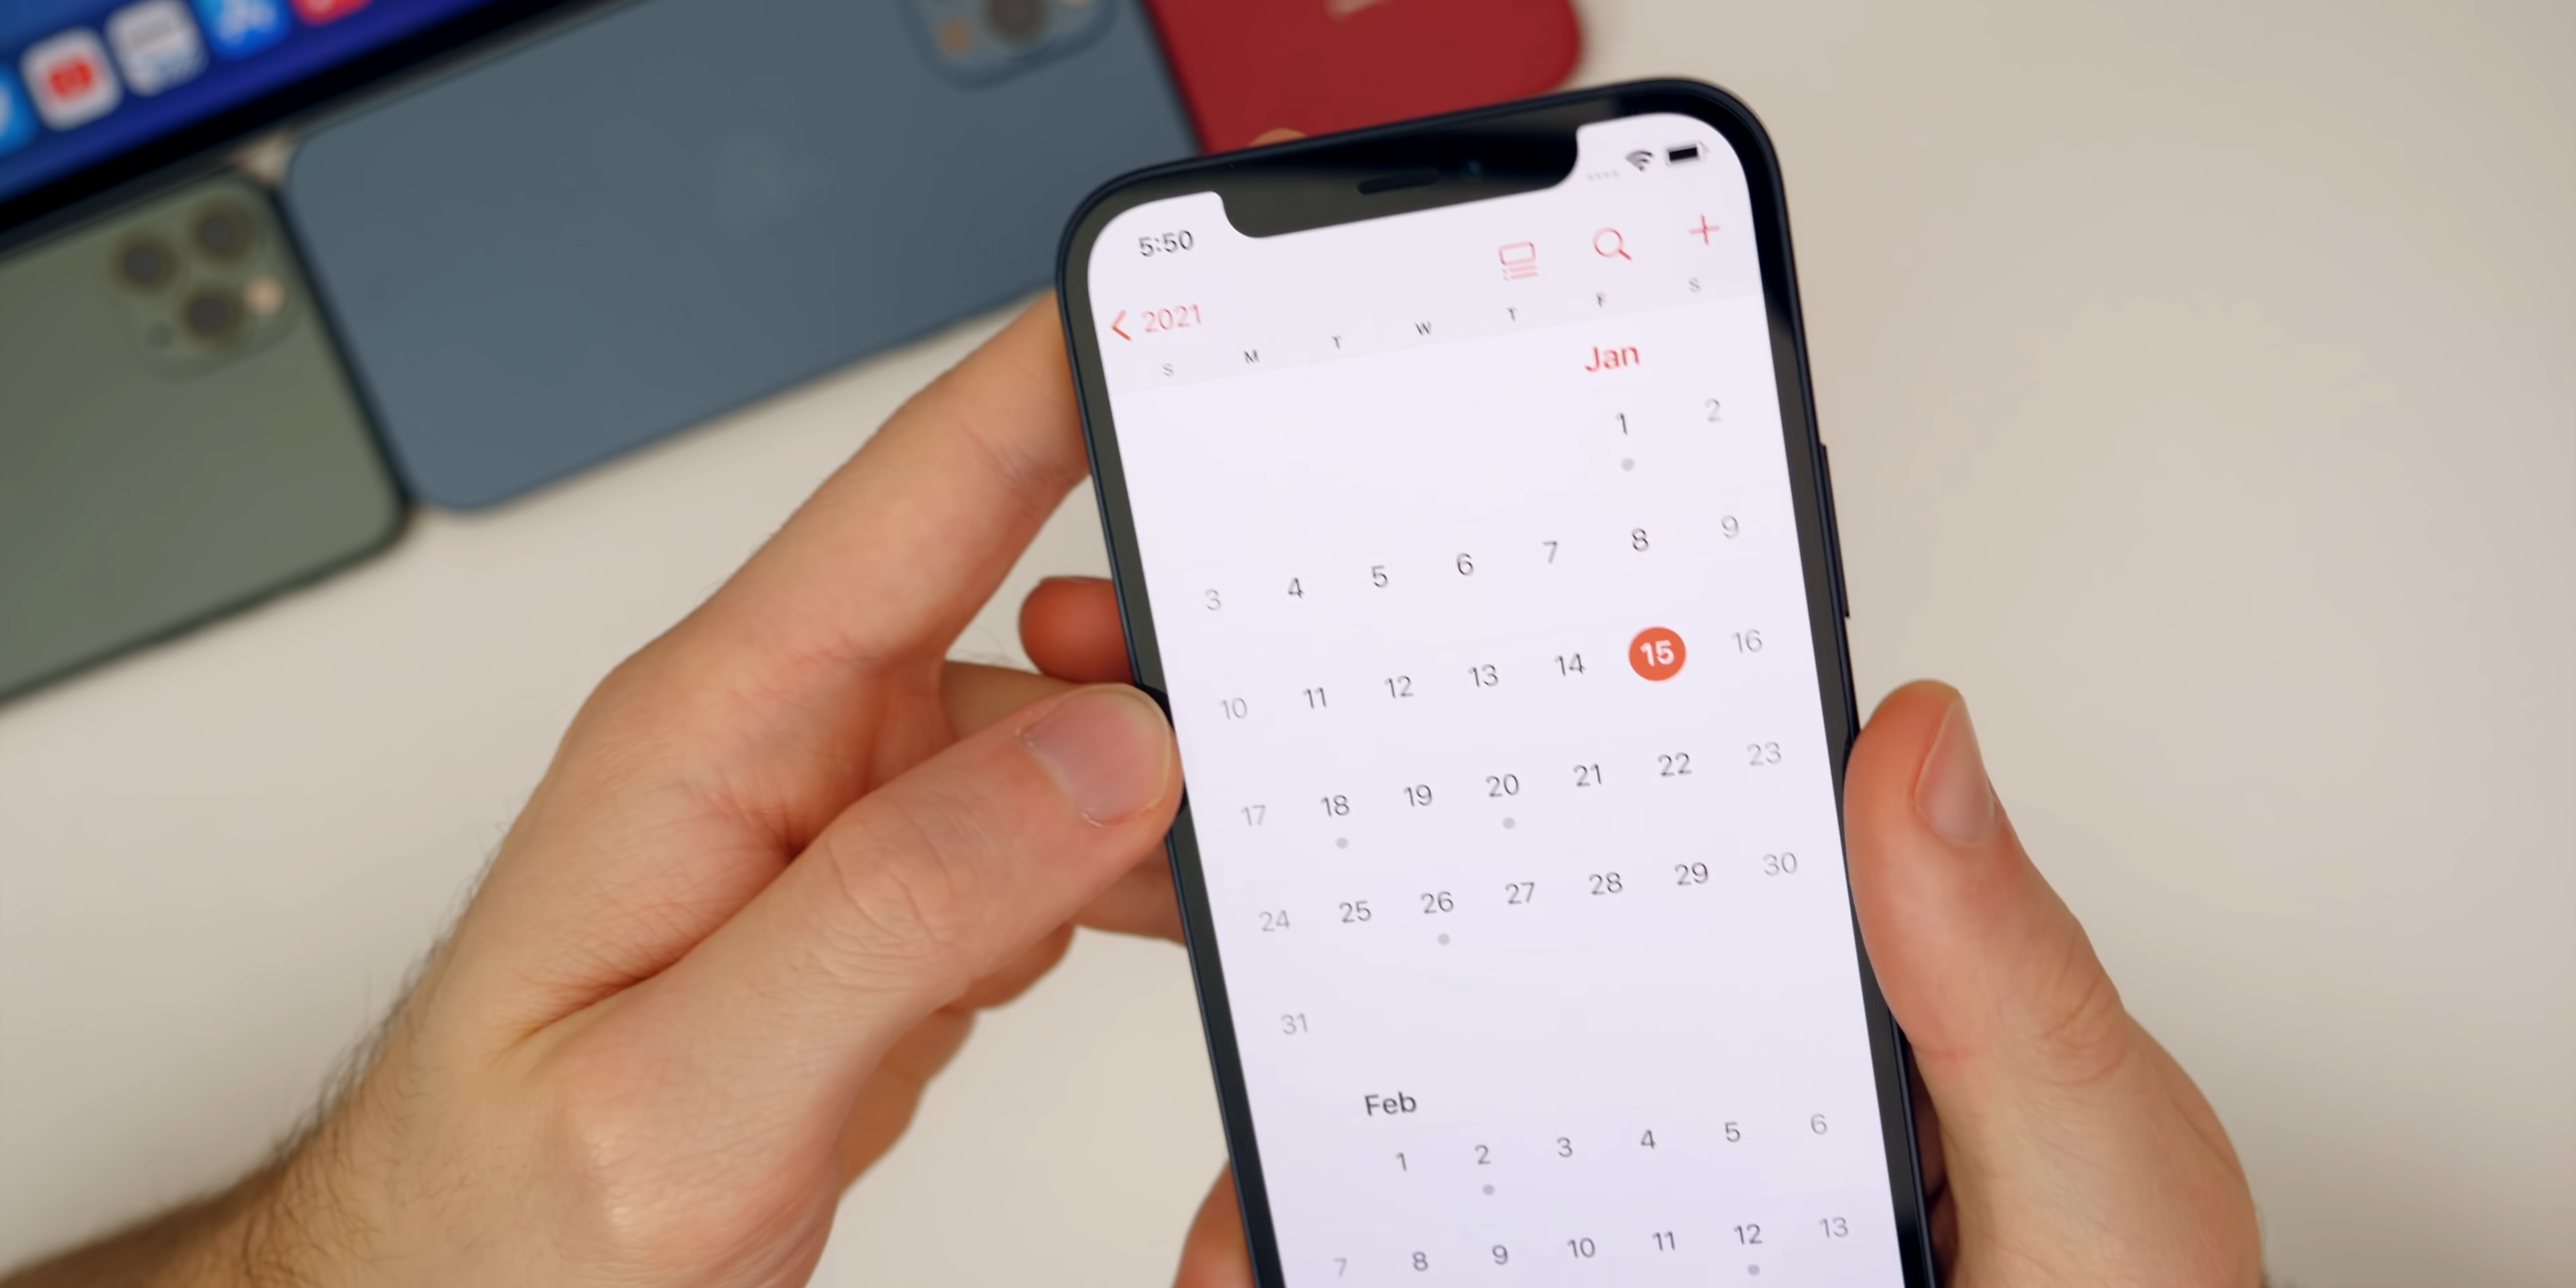 5:50
2021
S M T W T F S
Jan
1 2
3 4 5 6 7 8 9
10 11 12 13 14 15 16
17 18 19 20 21 22 23
24 25 26 27 28 29 30
31
Feb
1 2 3 4 5 6
7 8 9 10 11 12 13